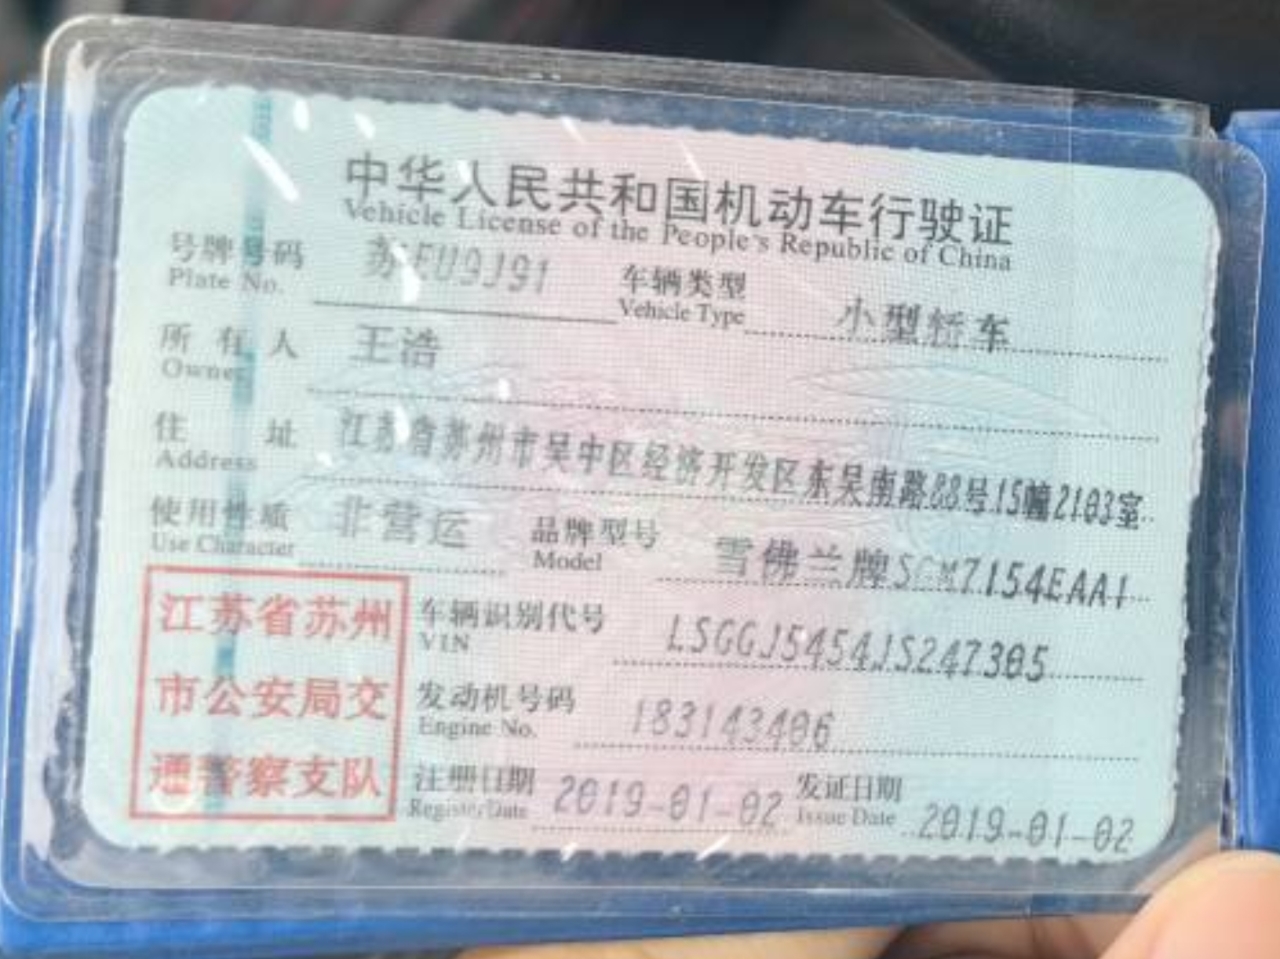 中华人民共和国机动车行驶证
Vehicle License of the People's Republic of China
号牌号码 苏EU9J91 车辆类型 小型轿车
Plate No. Vehicle Type
所有人 王浩
Owner
住址 江苏省苏州市吴中区经济开发区东吴南路88号15幢2103室
Address
使用性质 非营运 品牌型号 雪佛兰牌SGM7154EAA1
Use Character Model
江苏省苏州
市公安局交
通警察支队
车辆识别代号 LSGGJ5454JS247305
VIN
发动机号码 183143406
Engine No.
注册日期 2019-01-02 发证日期 2019-01-02
Register Date Issue Date